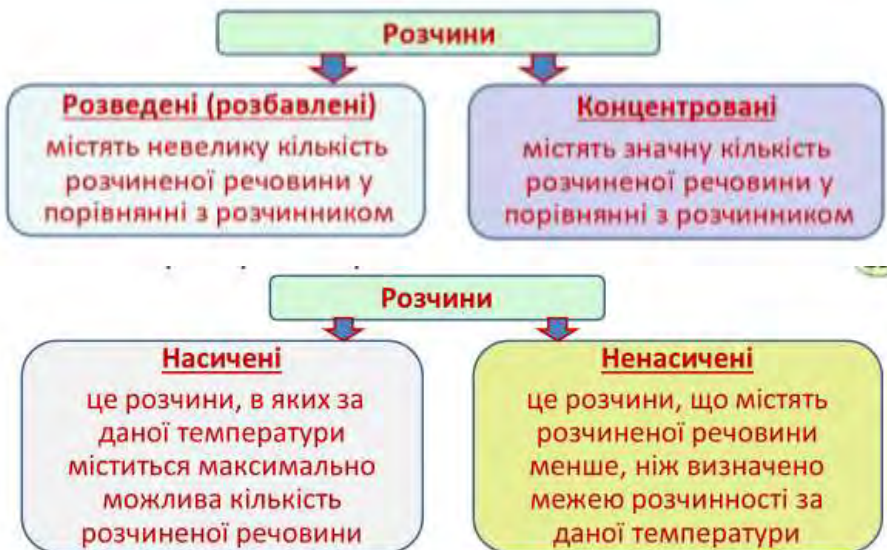 Розчини
Розведені (розбавлені)
містять невелику кількість
розчиненої речовини у
порівнянні з розчинником
Концентровані
містять значну кількість
розчиненої речовини у
порівнянні з розчинником
Розчини
Насичені
це розчини, в яких за
даної температури
міститься максимально
можлива кількість
розчиненої речовини
Ненасичені
це розчини, що містять
розчиненої речовини
менше, ніж визначено
межею розчинності за
даної температури